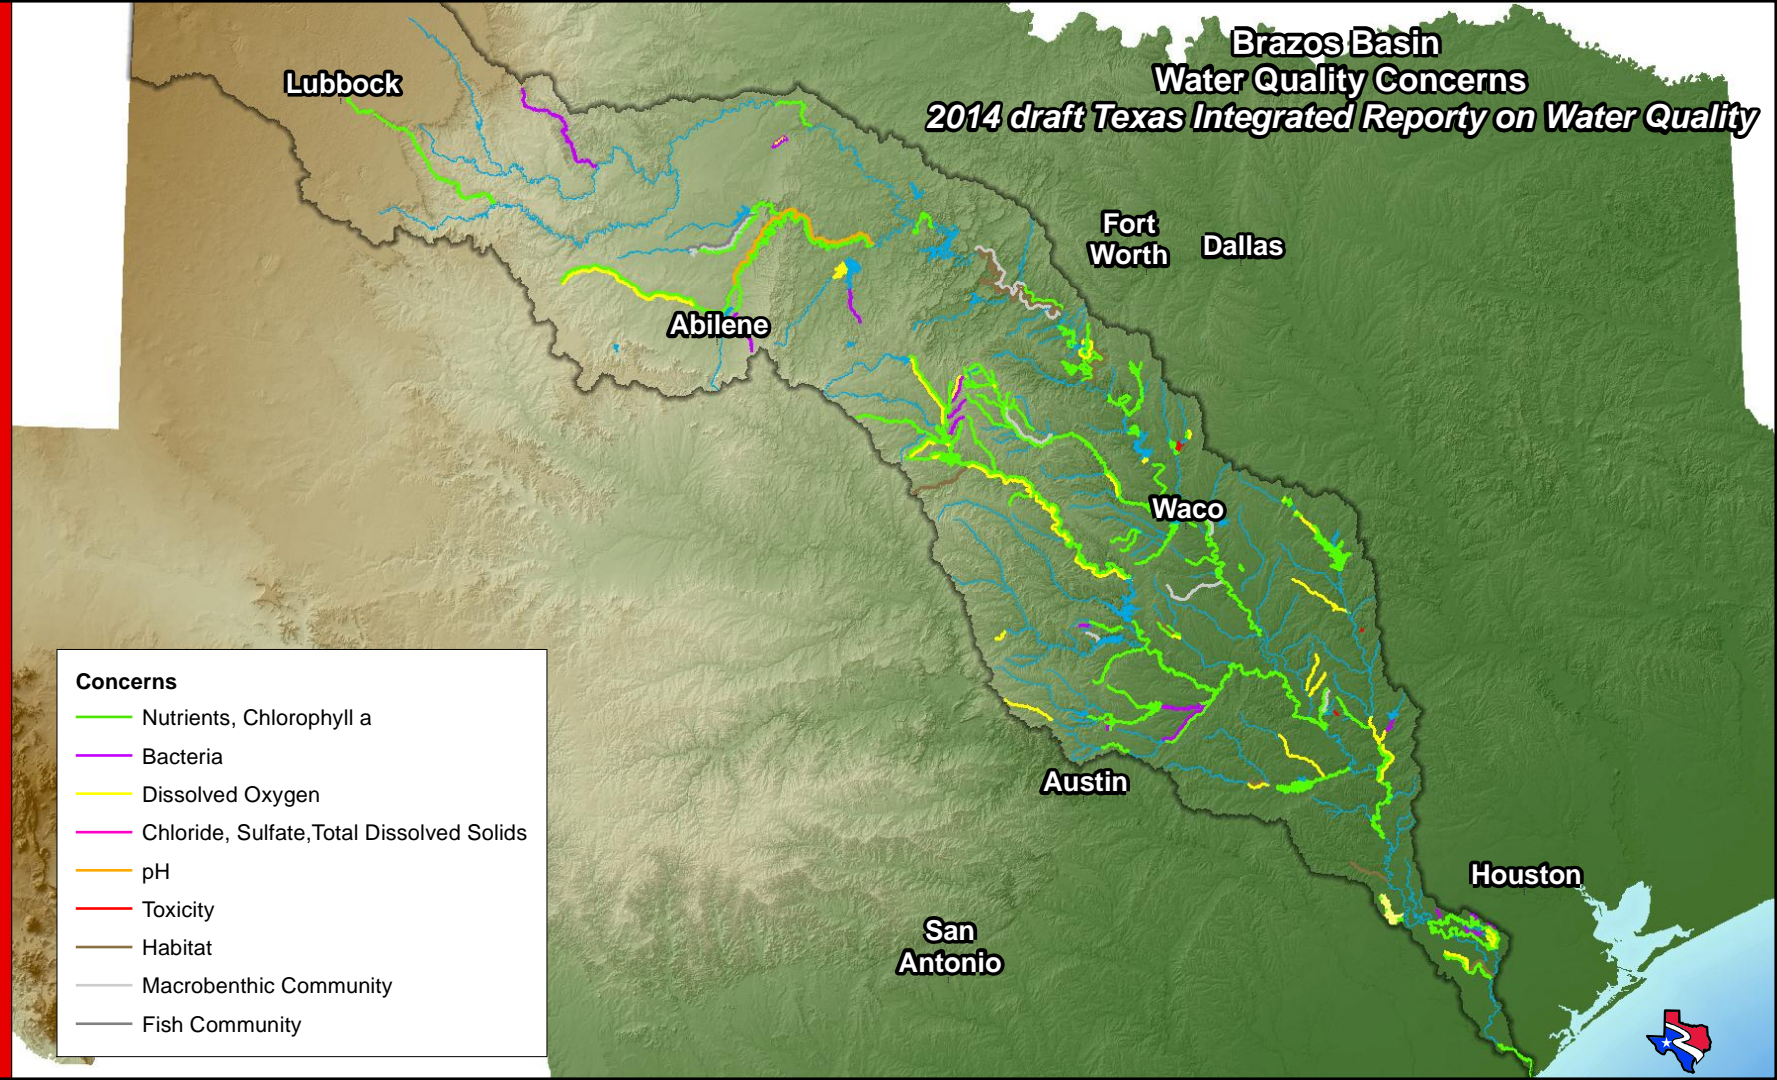 Brazos Basin
Water Quality Concerns
2014 draft Texas Integrated Reporty on Water Quality
Lubbock
Fort
Worth
Dallas
Abilene
Waco
Austin
Houston
San
Antonio
Concerns
Nutrients, Chlorophyll a
Bacteria
Dissolved Oxygen
Chloride, Sulfate,Total Dissolved Solids
pH
Toxicity
Habitat
Macrobenthic Community
Fish Community